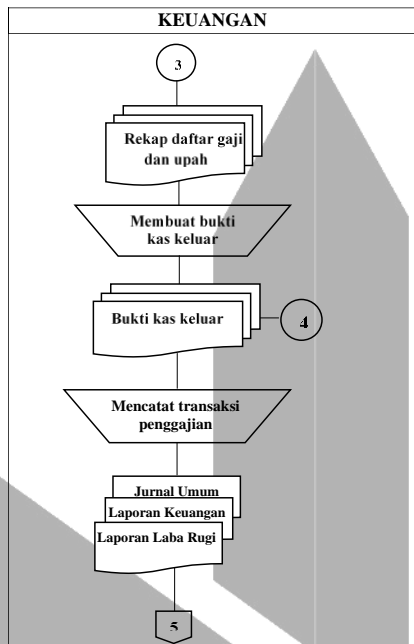 KEUANGAN
3
Rekap daftar gaji
dan upah
Membuat bukti
kas keluar
Bukti kas keluar
4
Mencatat transaksi
penggajian
Jurnal Umum
Laporan Keuangan
Laporan Laba Rugi
5